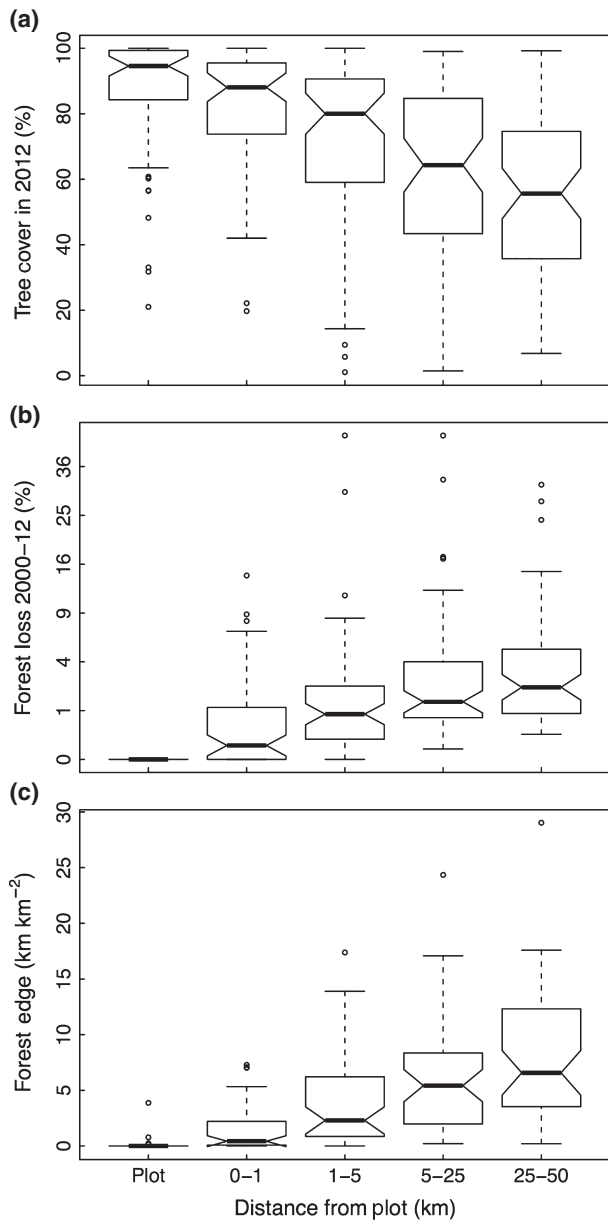 (a)
Tree cover in 2012 (%)
100
80
60
40
20
0
(b)
Forest loss 2000–12 (%)
36
25
16
9
4
1
0
(c)
Forest edge (km km−2)
30
25
20
15
10
5
0
Plot 0–1 1–5 5–25 25–50
Distance from plot (km)